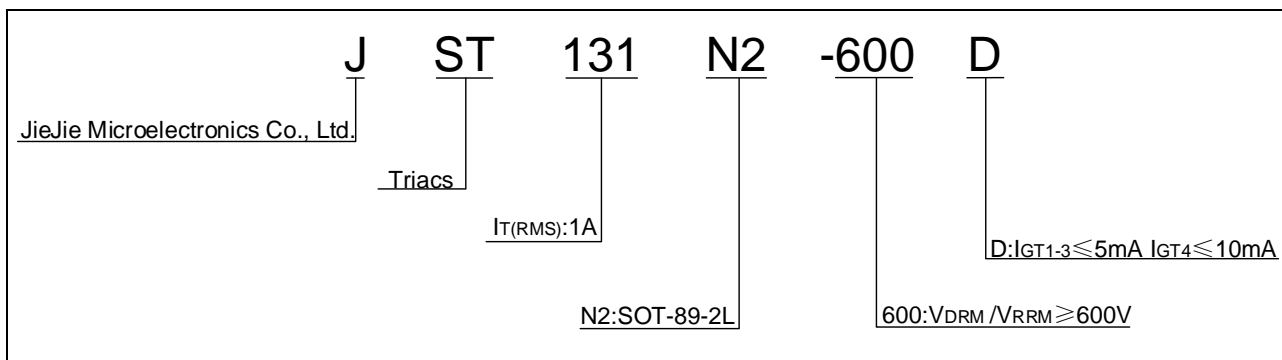 J ST 131 N2 -600 D
JieJie Microelectronics Co., Ltd.
Triacs
IT(RMS):1A
D:IGT1-3≤5mA IGT4≤10mA
N2:SOT-89-2L
600:VDRM /VRRM≥600V